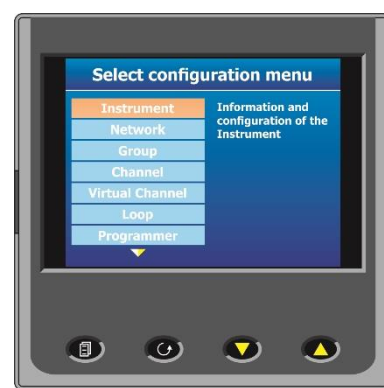 Select configuration menu
Instrument
Network
Group
Channel
Virtual Channel
Loop
Programmer
Information and
configuration of the
Instrument